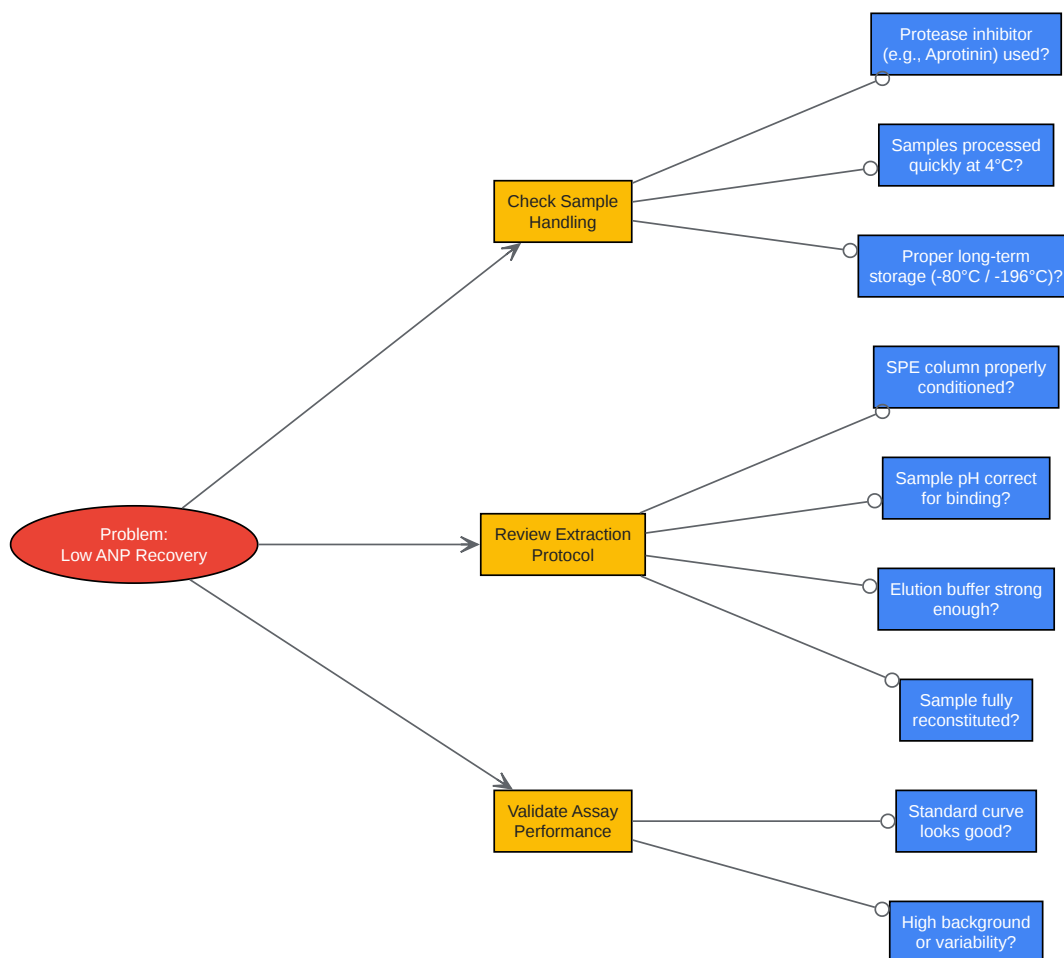 Protease inhibitor
(e.g., Aprotinin) used?
Samples processed
quickly at 4°C?
Check Sample
Handling
Proper long-term
storage (-80°C / -196°C)?
SPE column properly
conditioned?
Sample pH correct
for binding?
Problem:
Low ANP Recovery
Review Extraction
Protocol
Elution buffer strong
enough?
Sample fully
reconstituted?
Validate Assay
Performance
Standard curve
looks good?
High background
or variability?